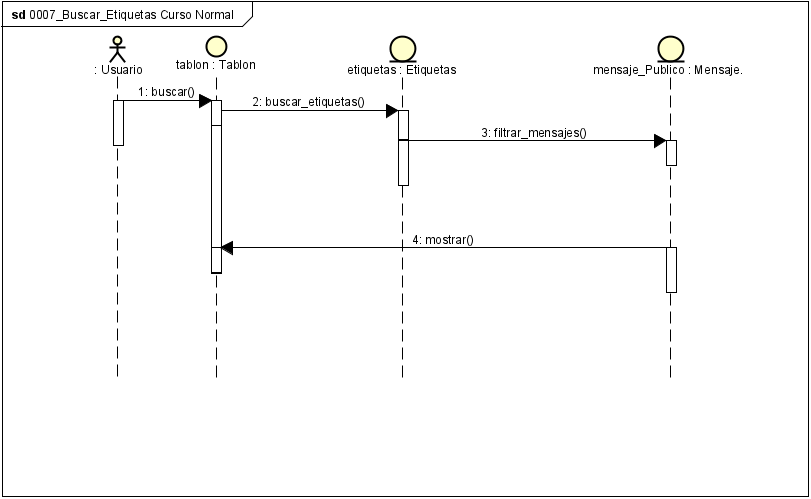 sd 0007_Buscar_Etiquetas Curso Normal
: Usuario
tablon : Tablon
etiquetas : Etiquetas
mensaje_Publico : Mensaje.
1: buscar()
2: buscar_etiquetas()
3: filtrar_mensajes()
4: mostrar()